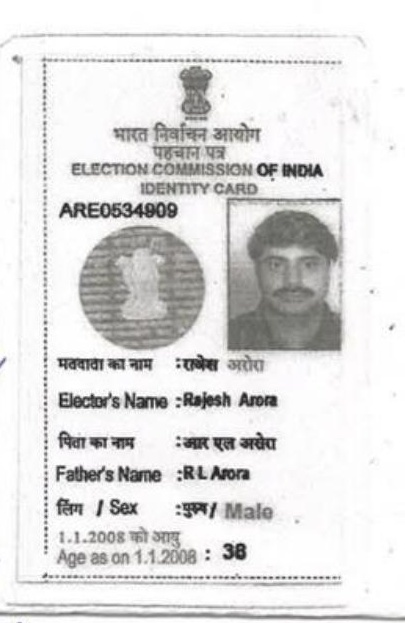 भारत निर्वाचन आयोग
पहचान पत्र
ELECTION COMMISSION OF INDIA
IDENTITY CARD
ARE0534909
मतदाता का नाम : राजेश अरोरा
Elector's Name : Rajesh Arora
पिता का नाम : आर एल अरोरा
Father's Name : R L Arora
लिंग / Sex : पुरुष / Male
1.1.2008 को आयु
Age as on 1.1.2008 : 38